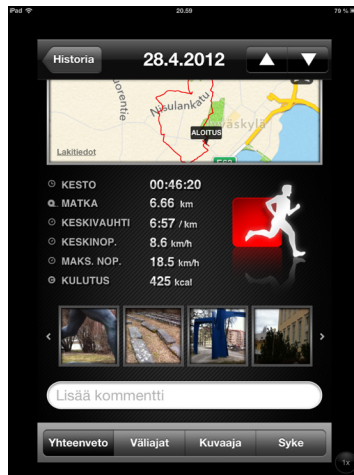 iPad 20.59 79 %
Historia 28.4.2012
Nisulankatu
ALOITUS
Lakitiedot
KESTO 00:46:20
MATKA 6.66 km
KESKIVAUHTI 6:57 / km
KESKINOP. 8.6 km/h
MAKS. NOP. 18.5 km/h
KULUTUS 425 kcal
Lisää kommentti
Yhteenveto Väliajat Kuvaaja Syke
1x